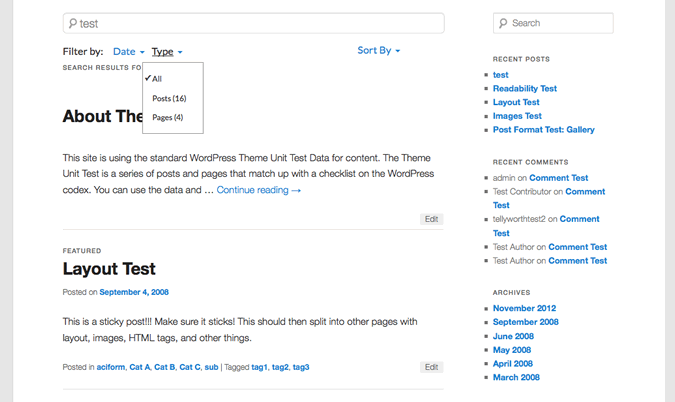 test
Filter by: Date Type Sort By
SEARCH RESULTS FO
All
Posts (16)
Pages (4)
About The
This site is using the standard WordPress Theme Unit Test Data for content. The Theme
Unit Test is a series of posts and pages that match up with a checklist on the WordPress
codex. You can use the data and … Continue reading →
Edit
FEATURED
Layout Test
Posted on September 4, 2008
This is a sticky post!!! Make sure it sticks! This should then split into other pages with
layout, images, HTML tags, and other things.
Posted in aciform, Cat A, Cat B, Cat C, sub | Tagged tag1, tag2, tag3
Edit
Search
RECENT POSTS
test
Readability Test
Layout Test
Images Test
Post Format Test: Gallery
RECENT COMMENTS
admin on Comment Test
Test Contributor on Comment
Test
tellyworthtest2 on Comment
Test
Test Author on Comment Test
Test Author on Comment Test
ARCHIVES
November 2012
September 2008
June 2008
May 2008
April 2008
March 2008